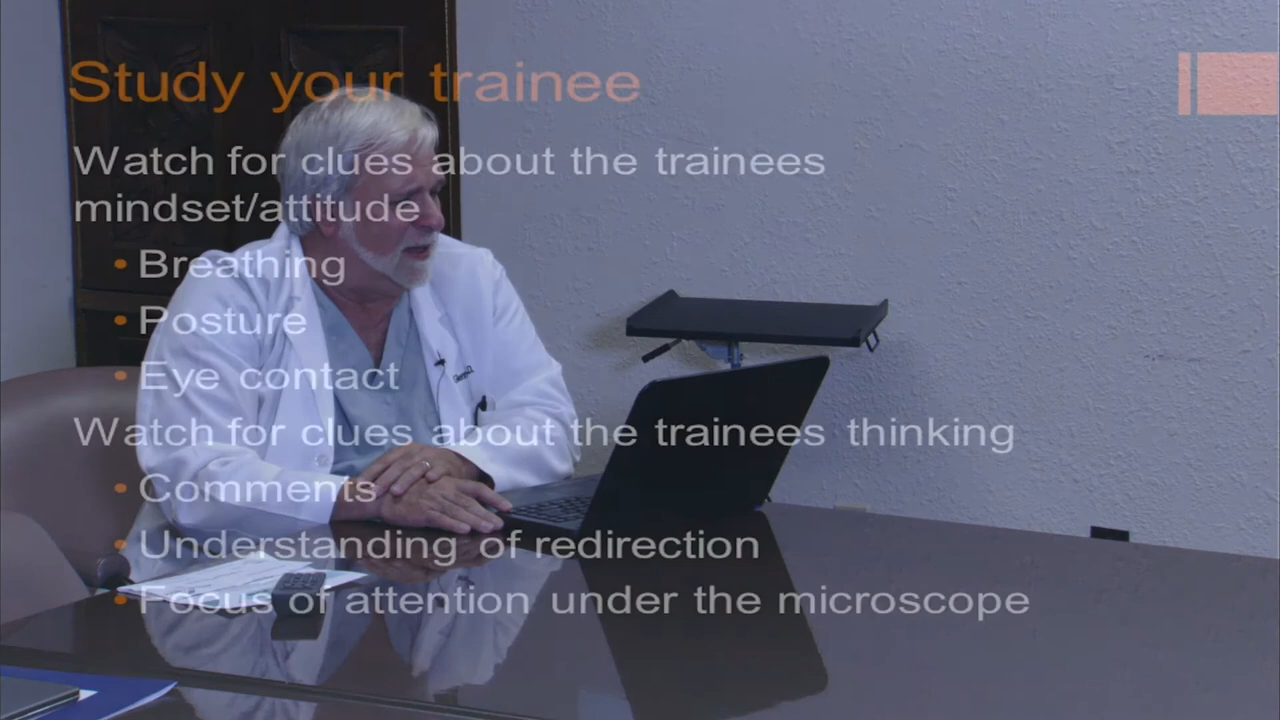 Study your trainee
Watch for clues about the trainees
mindset/attitude
• Breathing
• Posture
• Eye contact
Watch for clues about the trainees thinking
• Comments
• Understanding of redirection
• Focus of attention under the microscope